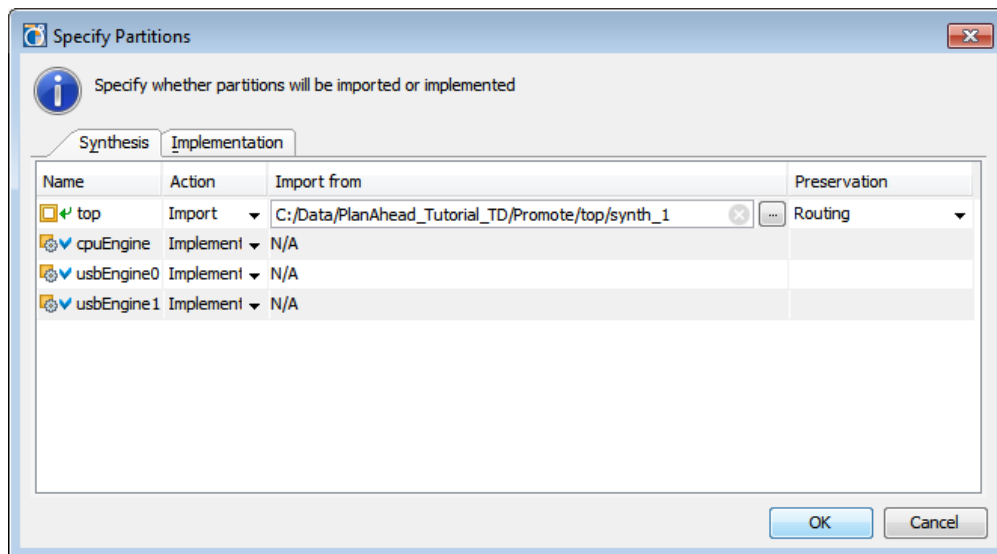 Specify Partitions
Specify whether partitions will be imported or implemented
Synthesis Implementation
Name Action Import from Preservation
top Import C:/Data/PlanAhead_Tutorial_TD/Promote/top/synth_1 ... Routing
cpuEngine Implement N/A
usbEngine0 Implement N/A
usbEngine1 Implement N/A
OK Cancel